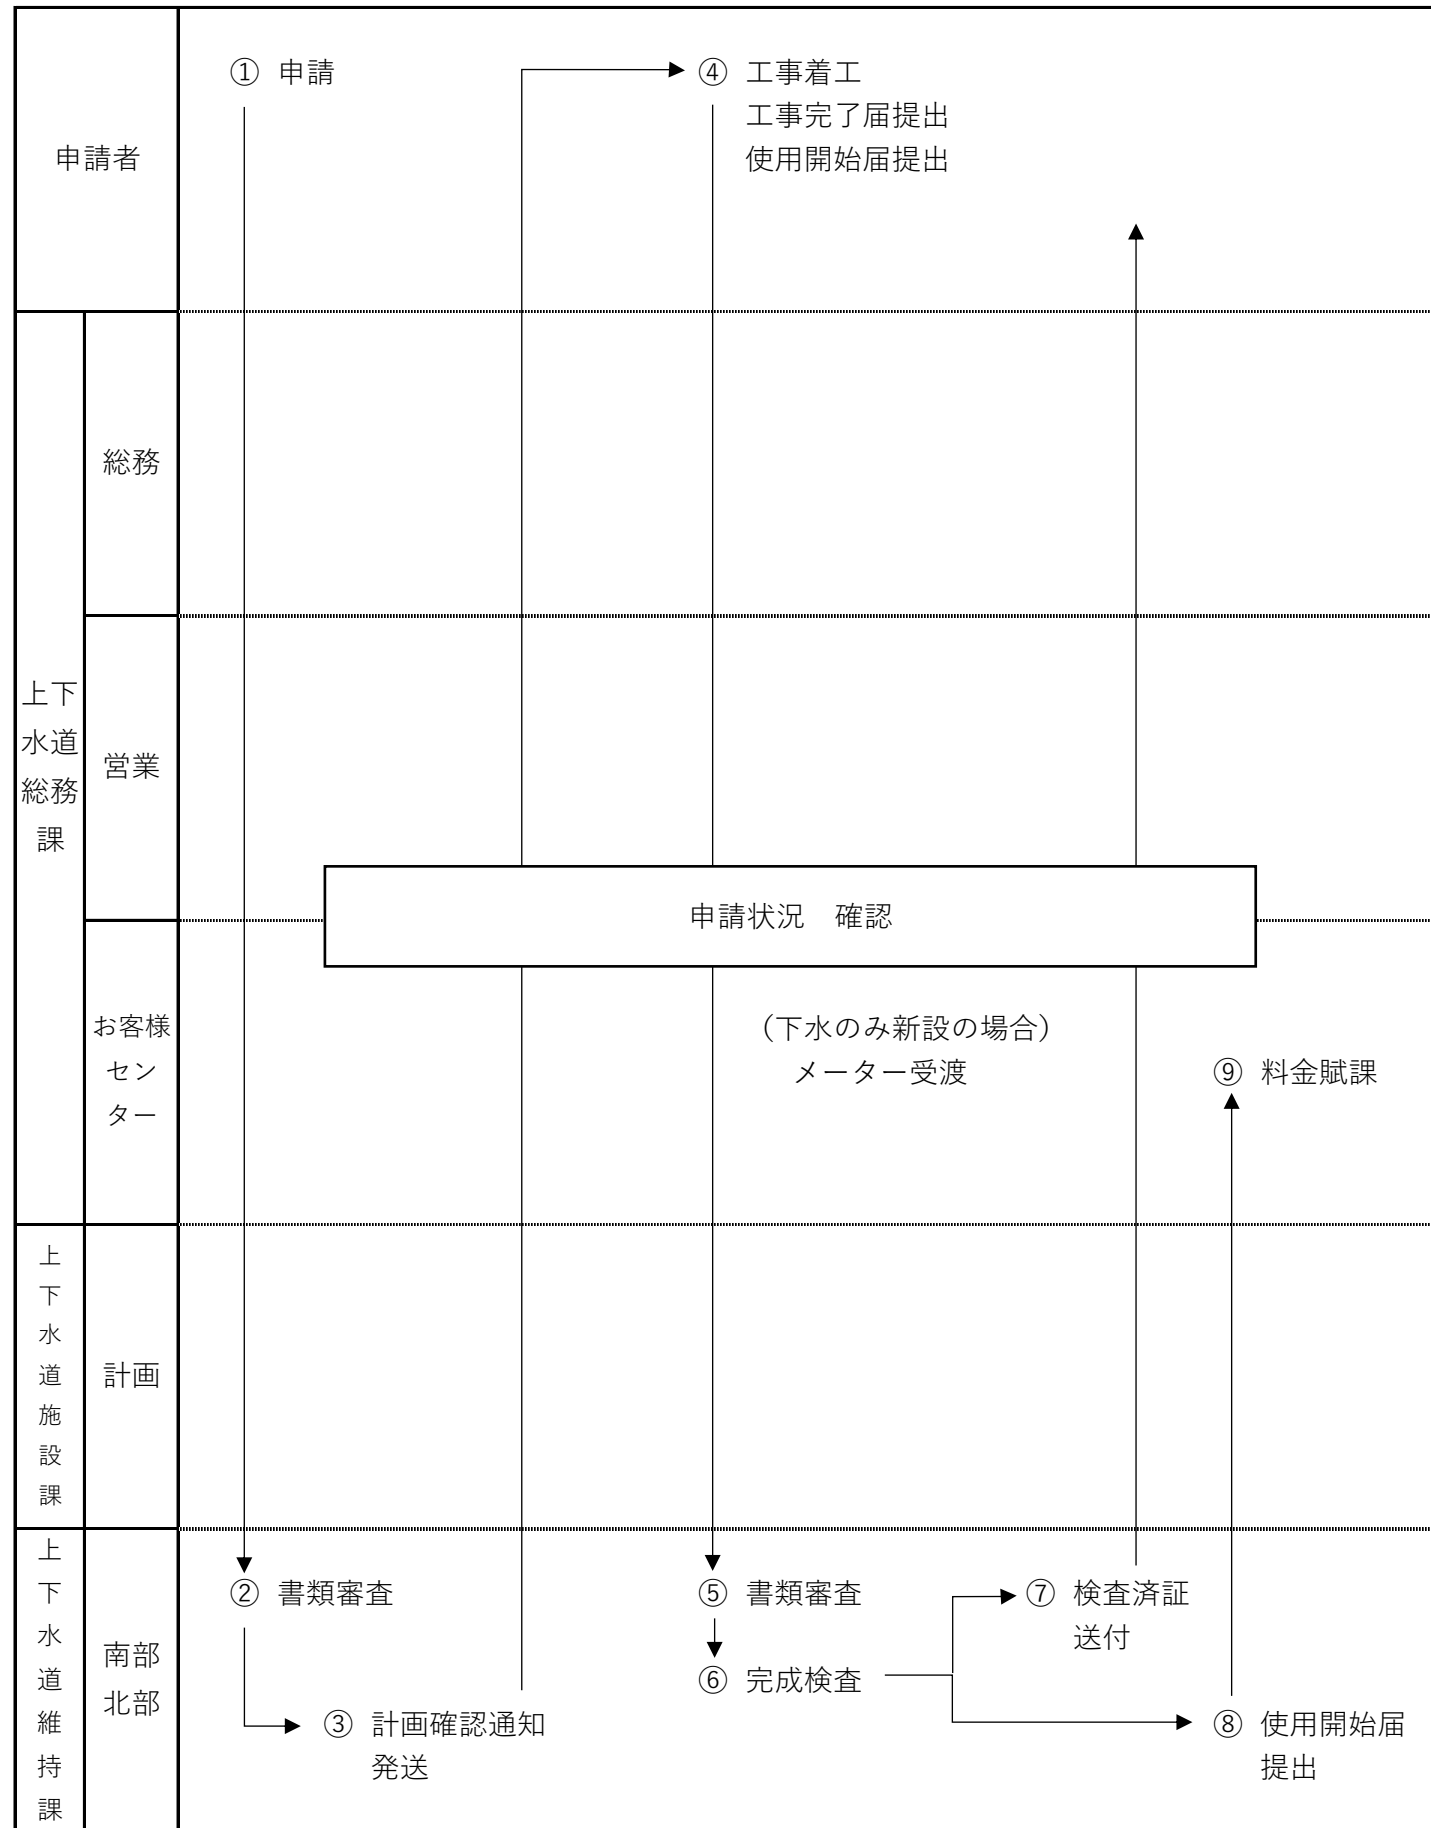 申請者
① 申請
④ 工事着工
工事完了届提出
使用開始届提出
上下
水道
総務
課
総務
営業
申請状況　確認
お客様
セン
ター
（下水のみ新設の場合）
メーター受渡
⑨ 料金賦課
上
下
水
道
施
設
課
計画
上
下
水
道
維
持
課
南部
北部
② 書類審査
③ 計画確認通知
発送
⑤ 書類審査
⑥ 完成検査
⑦ 検査済証
送付
⑧ 使用開始届
提出